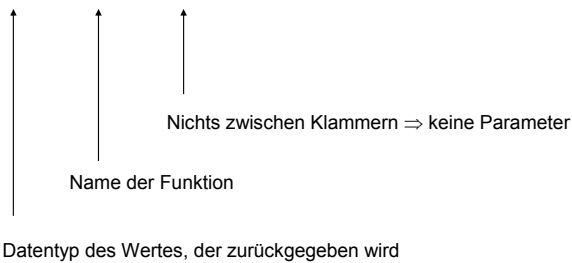 Nichts zwischen Klammern ⇒ keine Parameter
Name der Funktion
Datentyp des Wertes, der zurückgegeben wird